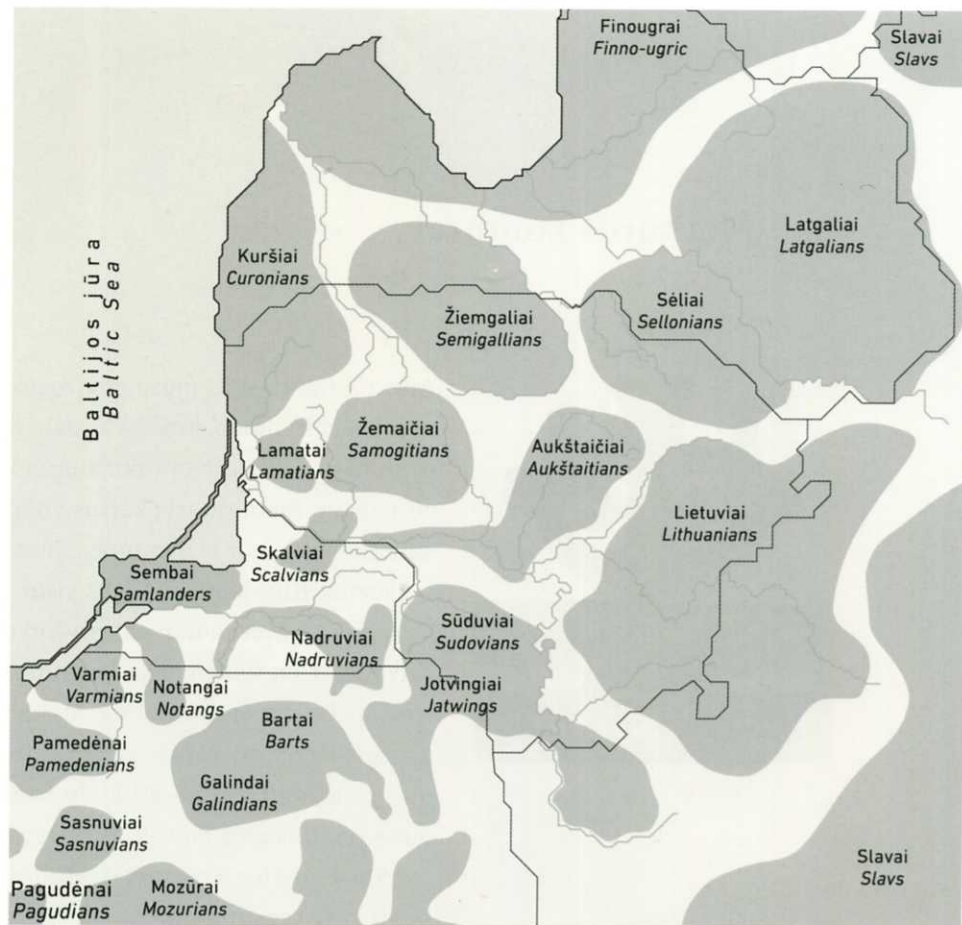 Finougrai
Finno-ugric
Slavai
Slavs
Latgaliai
Latgalians
Kuršiai
Curonians
Baltijos jūra
Baltic Sea
Sėliai
Sellonians
Žiemgaliai
Semigallians
Žemaičiai
Samogitians
Lamatai
Lamatians
Aukštaičiai
Aukštaitians
Lietuviai
Lithuanians
Skalviai
Scalvians
Sembai
Samlanders
Nadruviai
Nadruvians
Sūduviai
Sudovians
Varmiai
Varmians
Notangai
Notangs
Jotvingiai
Jatwings
Bartai
Barts
Pamedėnai
Pamedenians
Galindai
Galindians
Sasnuviai
Sasnuvians
Slavai
Slavs
Pagudėnai
Pagudians
Mozūrai
Mozurians